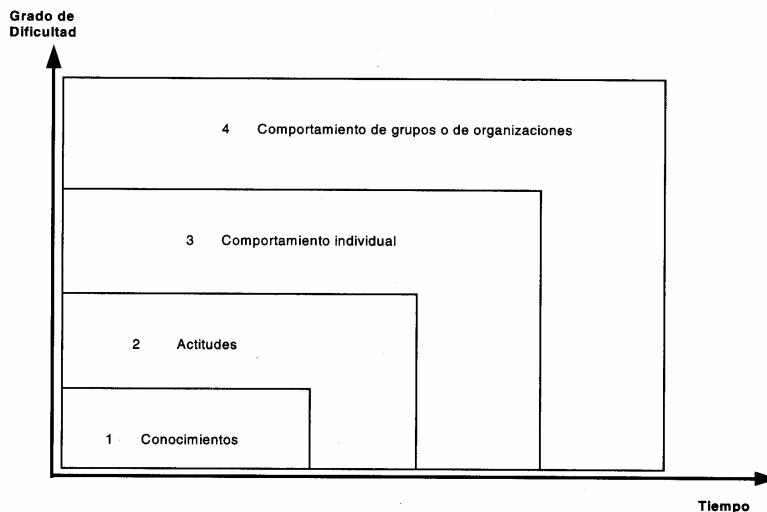 Grado de
Dificultad
4 Comportamiento de grupos o de organizaciones
3 Comportamiento individual
2 Actitudes
1 Conocimientos
Tiempo